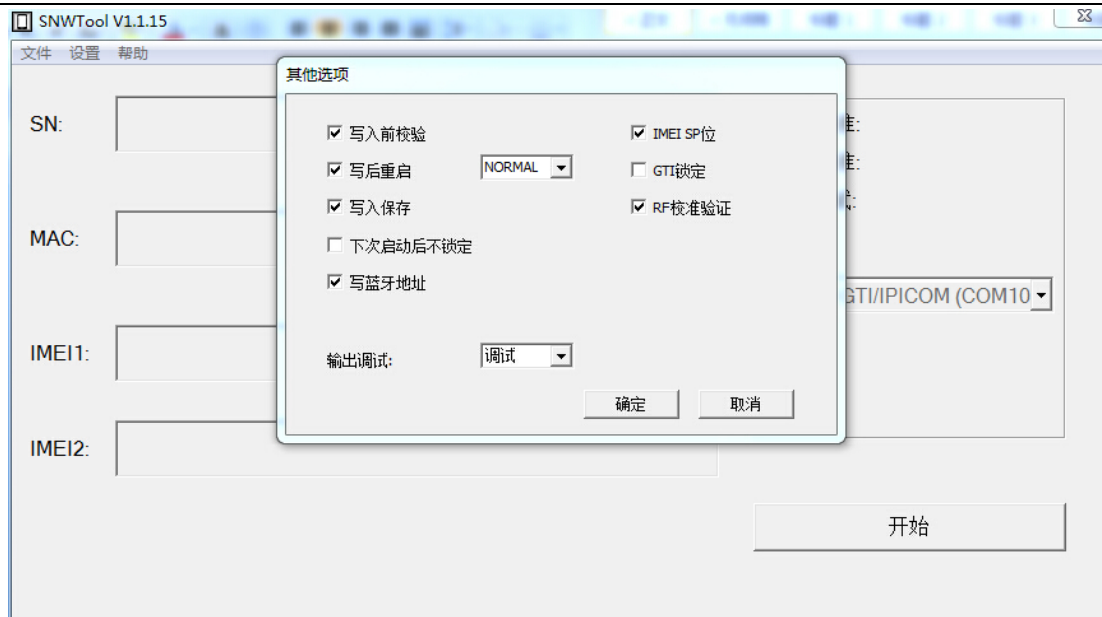 SNWTool V1.1.15
文件 设置 帮助
其他选项
SN:
写入前校验
IMEI SP位
准:
写后重启
NORMAL
GTI锁定
准:
写入保存
RF校准验证
式:
MAC:
下次启动后不锁定
写蓝牙地址
GTI/IPICOM (COM10
IMEI1:
输出调试:
调试
确定
取消
IMEI2:
开始